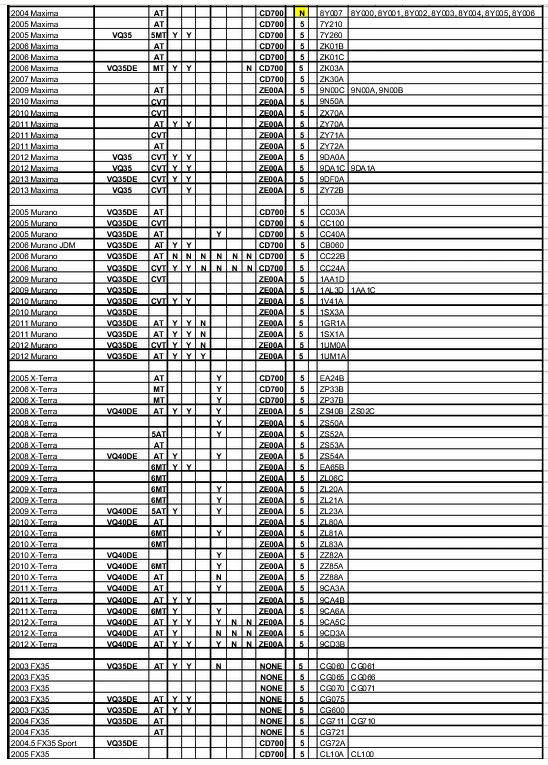 2004 Maxima AT CD700 N 8Y007 8Y000, 8Y001, 8Y002, 8Y003, 8Y004, 8Y005, 8Y006
2005 Maxima AT CD700 5 7Y210
2005 Maxima VQ35 5MT Y Y CD700 5 7Y260
2006 Maxima AT CD700 5 ZK01B
2006 Maxima AT CD700 5 ZK01C
2006 Maxima VQ35DE MT Y Y N CD700 5 ZK03A
2007 Maxima CD700 5 ZK30A
2009 Maxima AT ZE00A 5 9N00C 9N00A, 9N00B
2010 Maxima CVT ZE00A 5 9N50A
2010 Maxima CVT ZE00A 5 ZX70A
2011 Maxima AT Y Y ZE00A 5 ZY70A
2011 Maxima CVT ZE00A 5 ZY71A
2011 Maxima AT ZE00A 5 ZY72A
2012 Maxima VQ35 CVT Y Y ZE00A 5 9DA0A
2012 Maxima VQ35 CVT Y Y ZE00A 5 9DA1C 9DA1A
2013 Maxima VQ35DE CVT Y Y ZE00A 5 9DF0A
2013 Maxima VQ35 CVT Y ZE00A 5 ZY72B
2005 Murano VQ35DE AT CD700 5 CC03A
2005 Murano VQ35DE CVT CD700 5 CC100
2005 Murano VQ35DE AT Y CD700 5 CC40A
2006 Murano JDM VQ35DE AT Y Y CD700 5 CB060
2006 Murano VQ35DE AT N N N N N N CD700 5 CC22B
2006 Murano VQ35DE CVT Y Y N N N N CD700 5 CC24A
2009 Murano VQ35DE CVT ZE00A 5 1AA1D
2009 Murano VQ35DE ZE00A 5 1AL3D 1AA1C
2010 Murano VQ35DE CVT Y Y ZE00A 5 1V41A
2010 Murano VQ35DE ZE00A 5 1SX3A
2011 Murano VQ35DE AT Y Y N ZE00A 5 1GR1A
2011 Murano VQ35DE AT Y Y N ZE00A 5 1SX1A
2012 Murano VQ35DE CVT Y Y N ZE00A 5 1UM0A
2012 Murano VQ35DE AT Y Y Y ZE00A 5 1UM1A
2005 X-Terra AT Y CD700 5 EA24B
2006 X-Terra MT Y CD700 5 ZP33B
2006 X-Terra MT Y CD700 5 ZP37B
2008 X-Terra VQ40DE AT Y Y Y ZE00A 5 ZS40B ZS02C
2008 X-Terra Y ZE00A 5 ZS50A
2008 X-Terra 5AT Y ZE00A 5 ZS52A
2008 X-Terra AT ZE00A 5 ZS53A
2008 X-Terra VQ40DE AT Y Y ZE00A 5 ZS54A
2009 X-Terra 6MT Y Y ZE00A 5 EA65B
2009 X-Terra 6MT ZE00A 5 ZL06C
2009 X-Terra 6MT Y ZE00A 5 ZL20A
2009 X-Terra 6MT Y ZE00A 5 ZL21A
2009 X-Terra VQ40DE 5AT Y Y ZE00A 5 ZL23A
2010 X-Terra VQ40DE AT ZE00A 5 ZL80A
2010 X-Terra 6MT Y ZE00A 5 ZL81A
2010 X-Terra 6MT ZE00A 5 ZL83A
2010 X-Terra VQ40DE Y ZE00A 5 ZZ82A
2010 X-Terra VQ40DE 6MT Y ZE00A 5 ZZ85A
2010 X-Terra VQ40DE AT N ZE00A 5 ZZ88A
2011 X-Terra VQ40DE AT Y ZE00A 5 9CA3A
2011 X-Terra VQ40DE AT Y Y ZE00A 5 9CA4B
2011 X-Terra VQ40DE 6MT Y Y ZE00A 5 9CA6A
2012 X-Terra VQ40DE AT Y Y Y N N ZE00A 5 9CA5C
2012 X-Terra VQ40DE AT Y N N N ZE00A 5 9CD3A
2012 X-Terra VQ40DE AT Y Y Y N N ZE00A 5 9CD3B
2003 FX35 VQ35DE AT Y Y N NONE 5 CG060 CG061
2003 FX35 NONE 5 CG065 CG066
2003 FX35 NONE 5 CG070 CG071
2003 FX35 VQ35DE AT Y Y NONE 5 CG075
2003 FX35 VQ35DE AT Y Y NONE 5 CG600
2004 FX35 VQ35DE AT NONE 5 CG711 CG710
2004 FX35 AT NONE 5 CG721
2004.5 FX35 Sport VQ35DE CD700 5 CG72A
2005 FX35 CD700 5 CL10A CL100